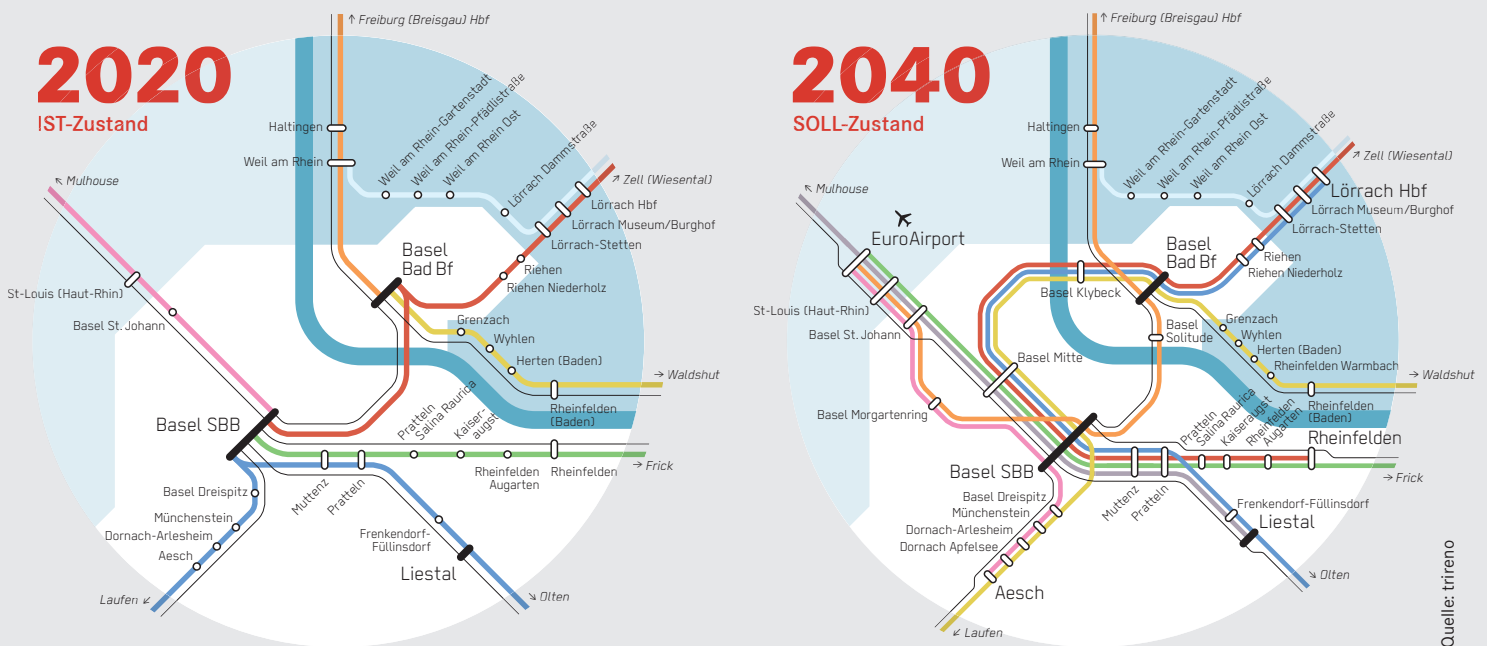 2020
IST-Zustand
↑ Freiburg (Breisgau) Hbf
Haltingen
Weil am Rhein
Weil am Rhein-Gartenstadt
Weil am Rhein-Pfädlistraße
Weil am Rhein Ost
Lörrach Dammstraße
↗ Zell (Wiesental)
Lörrach Hbf
Lörrach Museum/Burghof
Lörrach-Stetten
Riehen
Riehen Niederholz
↖ Mulhouse
St-Louis (Haut-Rhin)
Basel St. Johann
Basel
Bad Bf
Grenzach
Wyhlen
Herten (Baden)
→ Waldshut
Rheinfelden
(Baden)
Basel SBB
Pratteln
Salina Raurica
Kaiser-
augst
Rheinfelden
Augarten
Rheinfelden
→ Frick
Muttenz
Pratteln
Basel Dreispitz
Münchenstein
Dornach-Arlesheim
Aesch
Laufen ↙
Frenkendorf-
Füllinsdorf
Liestal
↘ Olten
2040
SOLL-Zustand
↑ Freiburg (Breisgau) Hbf
Haltingen
Weil am Rhein
Weil am Rhein-Gartenstadt
Weil am Rhein-Pfädlistraße
Weil am Rhein Ost
Lörrach Dammstraße
↗ Zell (Wiesental)
Lörrach Hbf
Lörrach Museum/Burghof
Lörrach-Stetten
Riehen
Riehen Niederholz
↖ Mulhouse
EuroAirport
St-Louis (Haut-Rhin)
Basel St. Johann
Basel
Bad Bf
Basel Klybeck
Basel
Solitude
Basel Mitte
Basel Morgartenring
Grenzach
Wyhlen
Herten (Baden)
Rheinfelden Warmbach
→ Waldshut
Rheinfelden
(Baden)
Basel SBB
Pratteln
Salina Raurica
Kaiseraugst
Rheinfelden
Augarten
Rheinfelden
→ Frick
Muttenz
Pratteln
Basel Dreispitz
Münchenstein
Dornach-Arlesheim
Dornach Apfelsee
Aesch
↙ Laufen
Frenkendorf-Füllinsdorf
Liestal
↘ Olten
Quelle: trireno